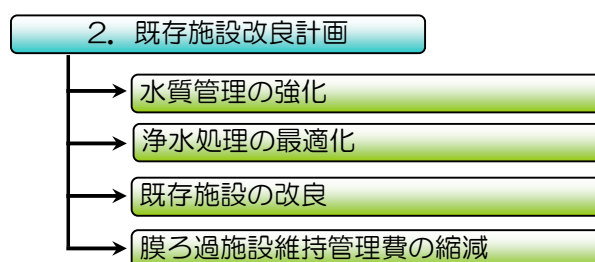 2．既存施設改良計画
水質管理の強化
浄水処理の最適化
既存施設の改良
膜ろ過施設維持管理費の縮減